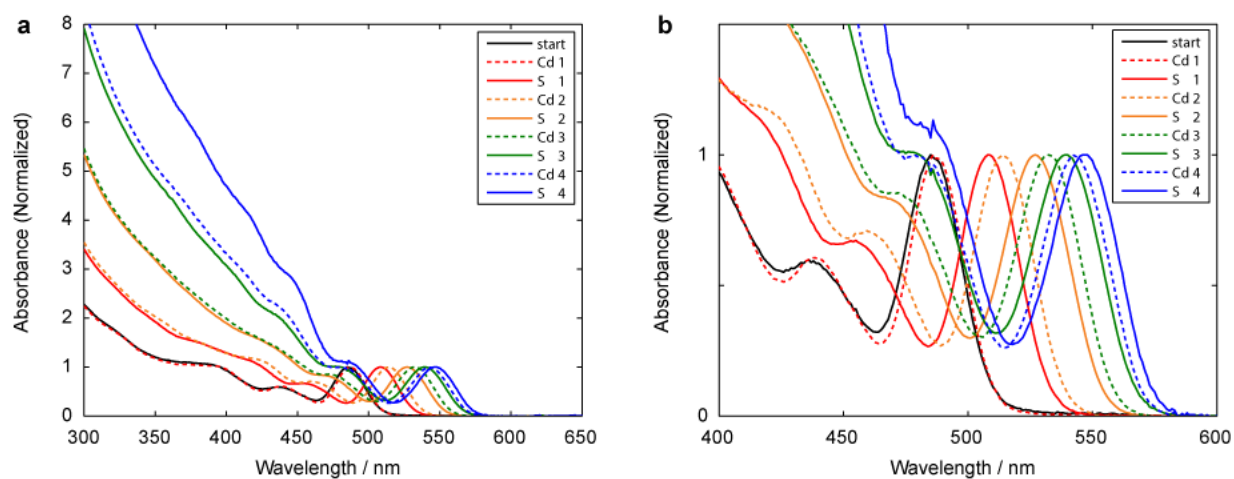 a
8
7
6
5
4
3
2
1
0
Absorbance (Normalized)
300 350 400 450 500 550 600 650
Wavelength / nm
start
Cd 1
S 1
Cd 2
S 2
Cd 3
S 3
Cd 4
S 4
b
1
0
Absorbance (Normalized)
400 450 500 550 600
Wavelength / nm
start
Cd 1
S 1
Cd 2
S 2
Cd 3
S 3
Cd 4
S 4